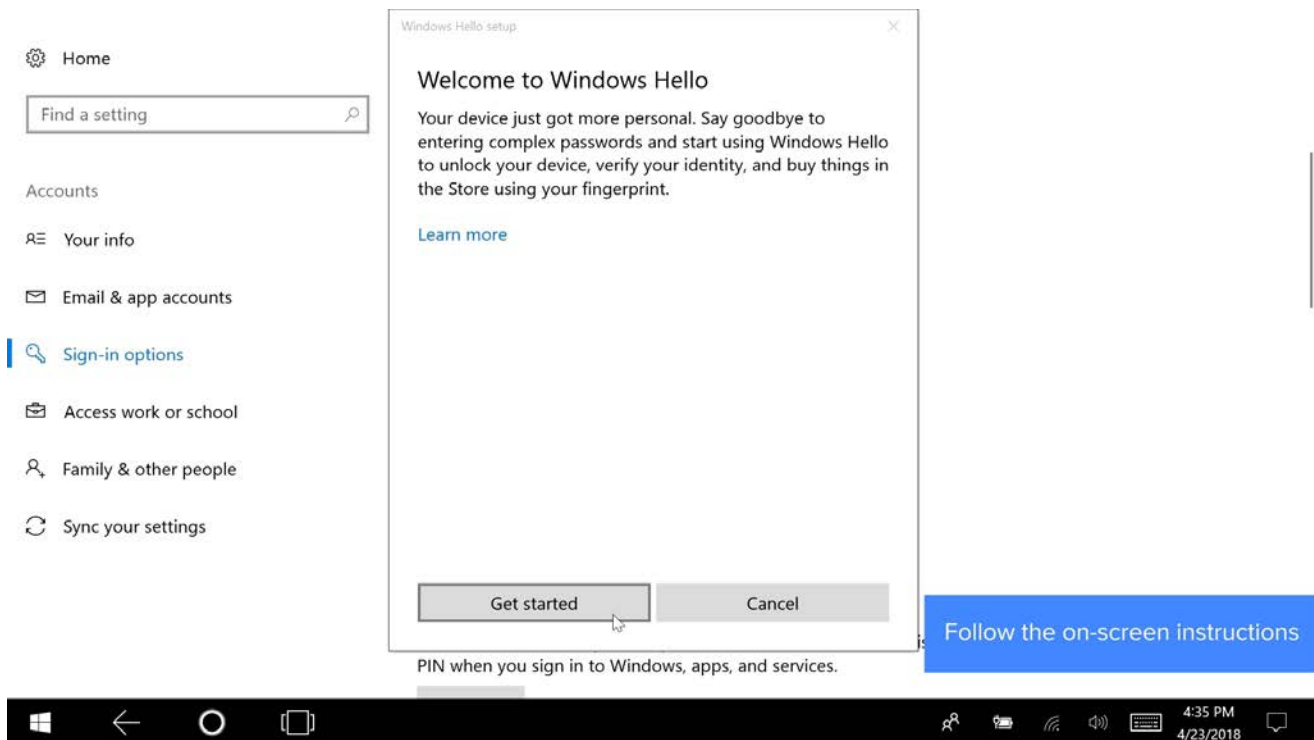 Home
Find a setting
Accounts
Your info
Email & app accounts
Sign-in options
Access work or school
Family & other people
Sync your settings
Windows Hello setup
Welcome to Windows Hello
Your device just got more personal. Say goodbye to
entering complex passwords and start using Windows Hello
to unlock your device, verify your identity, and buy things in
the Store using your fingerprint.
Learn more
Get started
Cancel
PIN when you sign in to Windows, apps, and services.
Follow the on-screen instructions
4:35 PM
4/23/2018